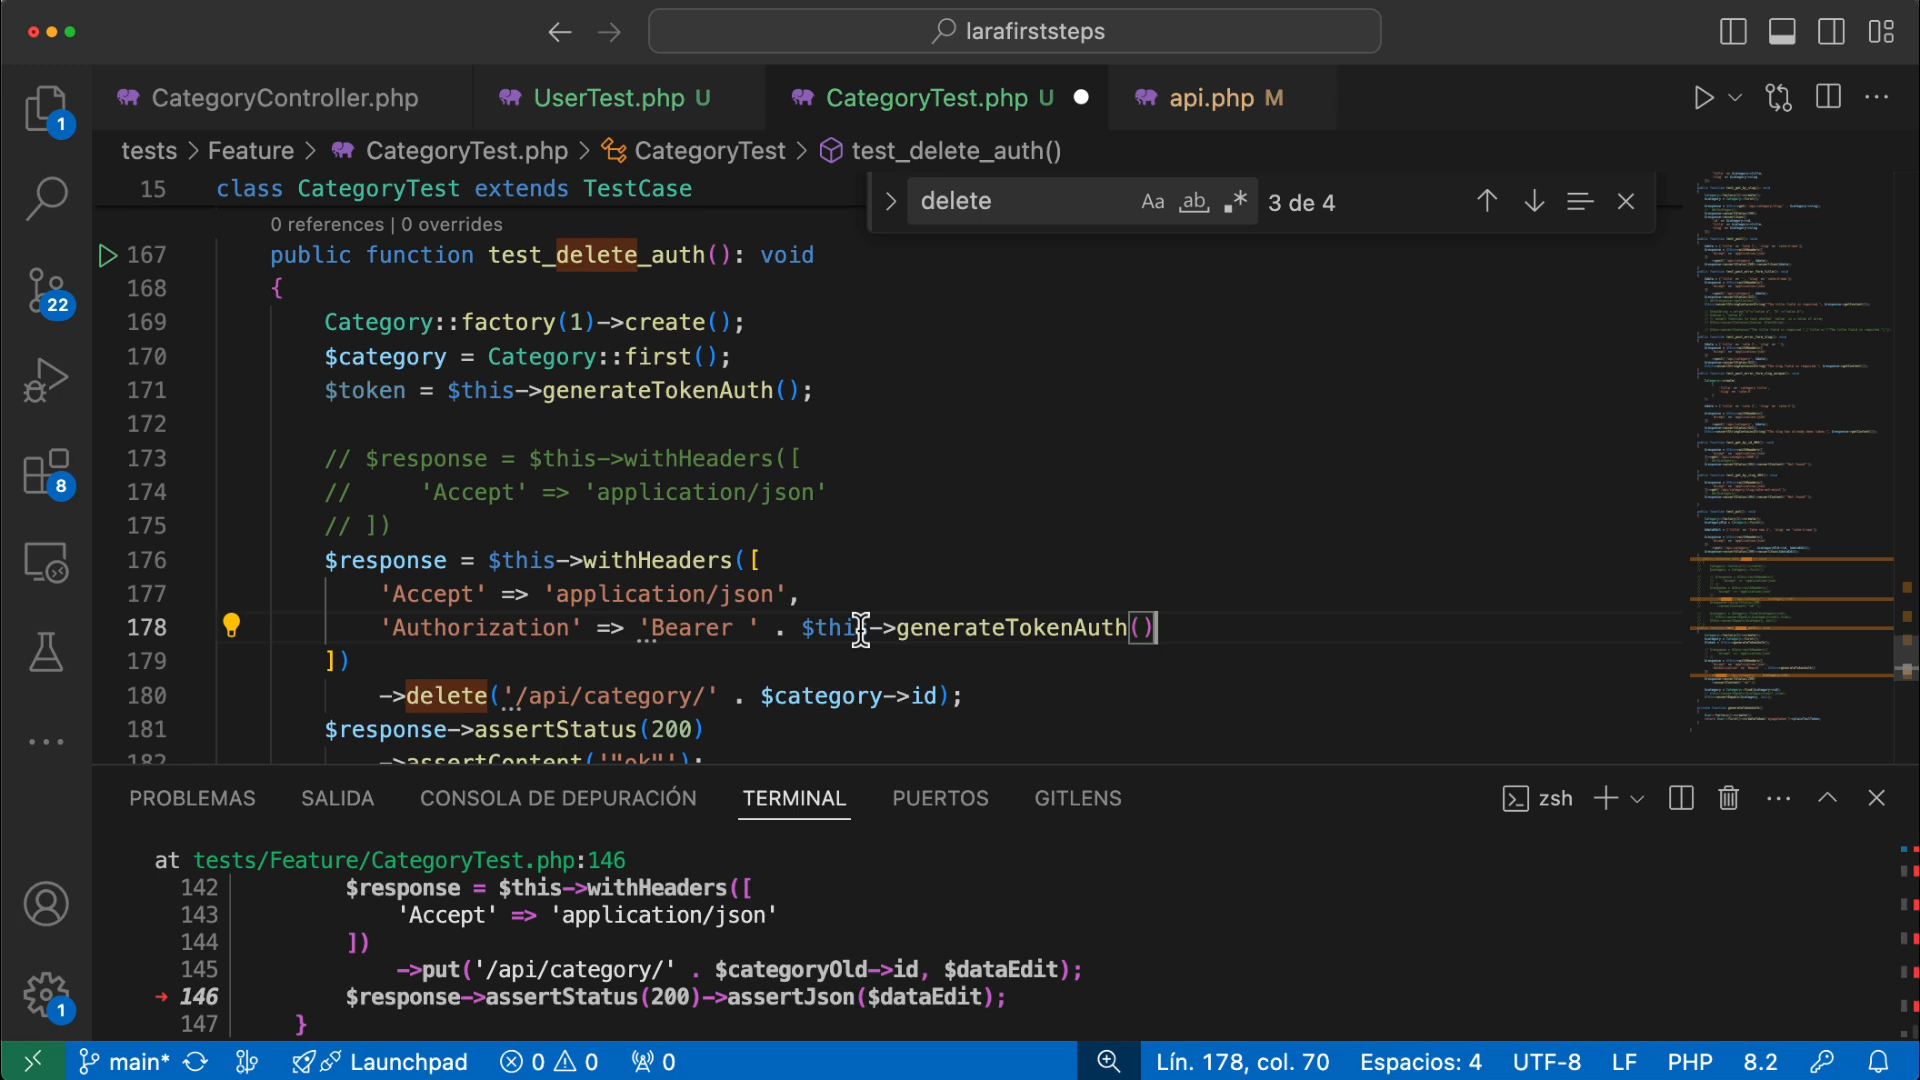 larafirststeps
CategoryController.php
UserTest.php U
CategoryTest.php U
api.php M
1
tests > Feature > CategoryTest.php > CategoryTest > test_delete_auth()
15 class CategoryTest extends TestCase
delete Aa ab .* 3 de 4
0 references | 0 overrides
167 public function test_delete_auth(): void
168 {
169 Category::factory(1)->create();
170 $category = Category::first();
171 $token = $this->generateTokenAuth();
172
173 // $response = $this->withHeaders([
174 // 'Accept' => 'application/json'
175 // ])
176 $response = $this->withHeaders([
177 'Accept' => 'application/json',
178 'Authorization' => 'Bearer ' . $this->generateTokenAuth()
179 ])
180 ->delete('/api/category/' . $category->id);
181 $response->assertStatus(200)
182 ->assertContent('"ok"');
22
8
PROBLEMAS SALIDA CONSOLA DE DEPURACIÓN TERMINAL PUERTOS GITLENS zsh
at tests/Feature/CategoryTest.php:146
142 $response = $this->withHeaders([
143 'Accept' => 'application/json'
144 ])
145 ->put('/api/category/' . $categoryOld->id, $dataEdit);
→ 146 $response->assertStatus(200)->assertJson($dataEdit);
147 }
1
main* Launchpad 0 0 0 Lín. 178, col. 70 Espacios: 4 UTF-8 LF PHP 8.2